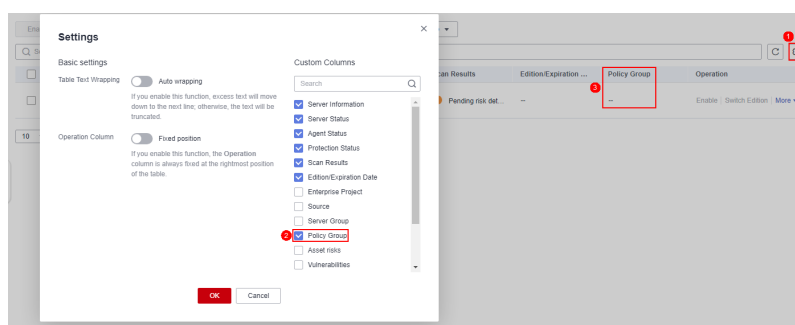 Settings
Basic settings
Table Text Wrapping
Auto wrapping
If you enable this function, excess text will move
down to the next line, otherwise, the text will be
truncated.
Operation Column
Fixed position
If you enable this function, the Operation
column is always fixed at the rightmost position
of the table.
Custom Columns
Search
Server Information
Server Status
Agent Status
Protection Status
Scan Results
Edition/Expiration Date
Enterprise Project
Source
Server Group
2 Policy Group
Asset risks
Vulnerabilities
OK Cancel
1
Edition/Expiration ... Policy Group Operation
3
Pending risk det... -- -- Enable Switch Edition More
10